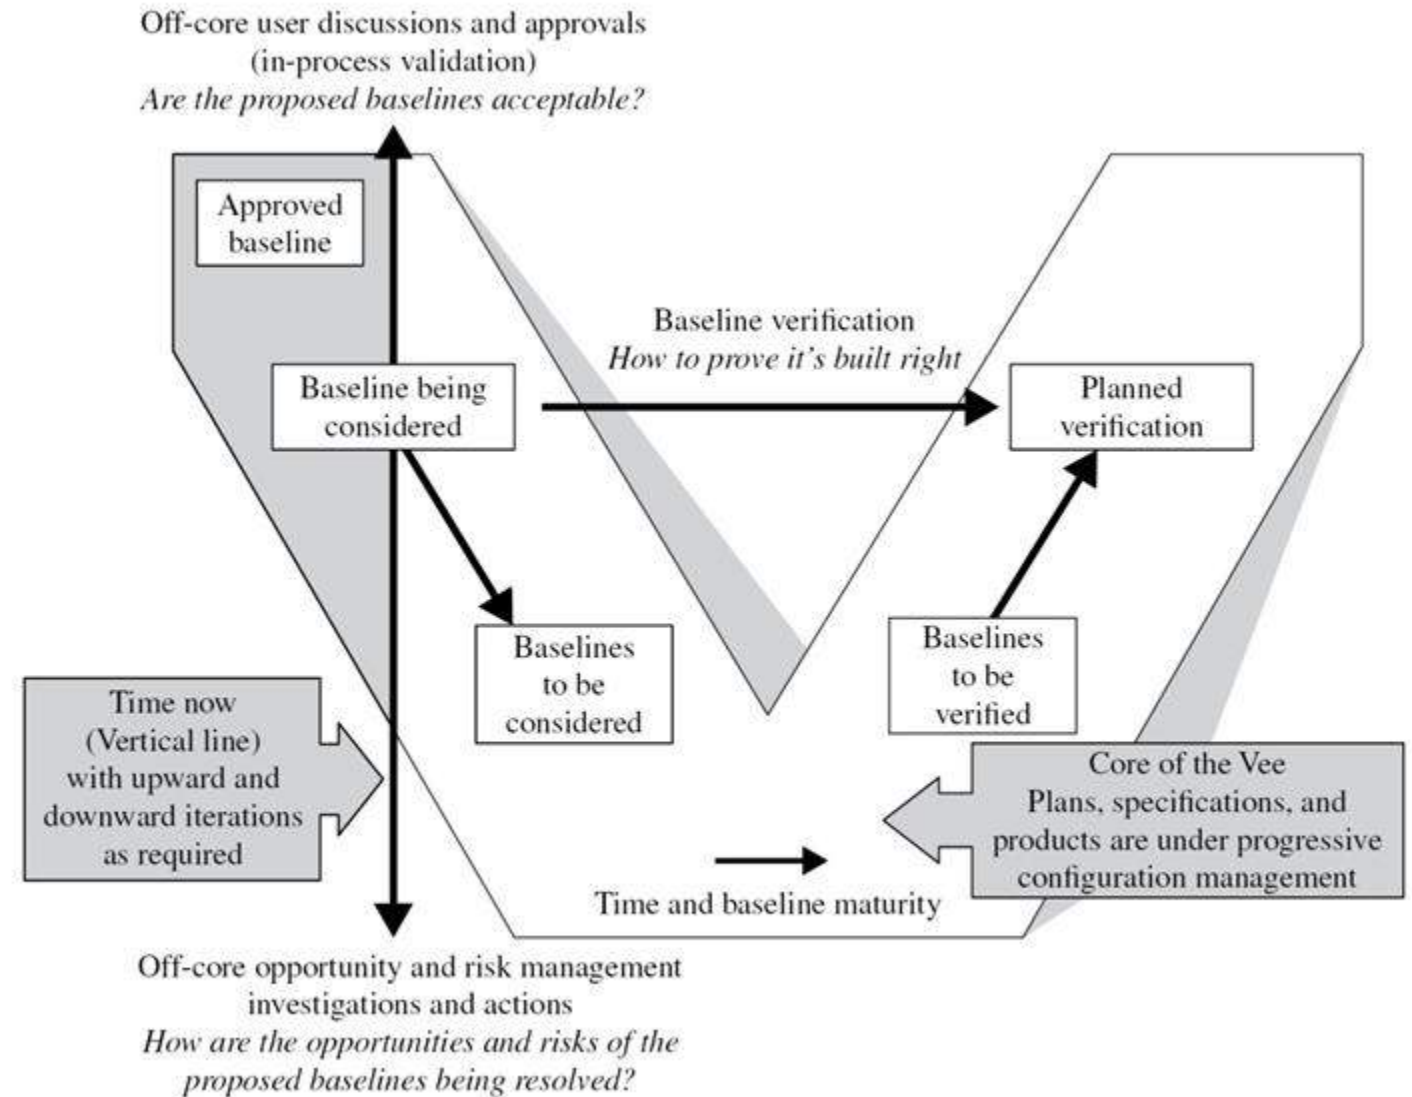 Off-core user discussions and approvals
(in-process validation)
Are the proposed baselines acceptable?
Approved
baseline
Baseline verification
How to prove it's built right
Baseline being
considered
Planned
verification
Baselines
to be
considered
Baselines
to be
verified
Time now
(Vertical line)
with upward and
downward iterations
as required
Core of the Vee
Plans, specifications, and
products are under progressive
configuration management
Time and baseline maturity
Off-core opportunity and risk management
investigations and actions
How are the opportunities and risks of the
proposed baselines being resolved?